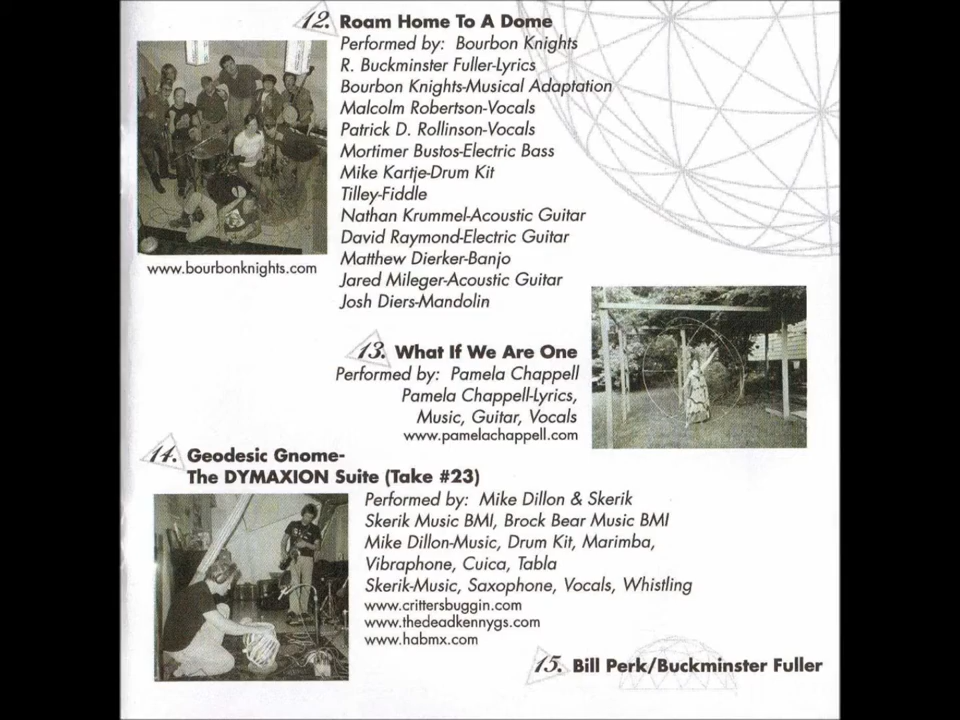 12. Roam Home To A Dome
Performed by: Bourbon Knights
R. Buckminster Fuller-Lyrics
Bourbon Knights-Musical Adaptation
Malcolm Robertson-Vocals
Patrick D. Rollinson-Vocals
Mortimer Bustos-Electric Bass
Mike Kartje-Drum Kit
Tilley-Fiddle
Nathan Krummel-Acoustic Guitar
David Raymond-Electric Guitar
Matthew Dierker-Banjo
Jared Mileger-Acoustic Guitar
Josh Diers-Mandolin
www.bourbonknights.com
13. What If We Are One
Performed by: Pamela Chappell
Pamela Chappell-Lyrics,
Music, Guitar, Vocals
www.pamelachappell.com
14. Geodesic Gnome-
The DYMAXION Suite (Take #23)
Performed by: Mike Dillon & Skerik
Skerik Music BMI, Brock Bear Music BMI
Mike Dillon-Music, Drum Kit, Marimba,
Vibraphone, Cuica, Tabla
Skerik-Music, Saxophone, Vocals, Whistling
www.crittersbuggin.com
www.thedeadkennygs.com
www.habmx.com
15. Bill Perk/Buckminster Fuller